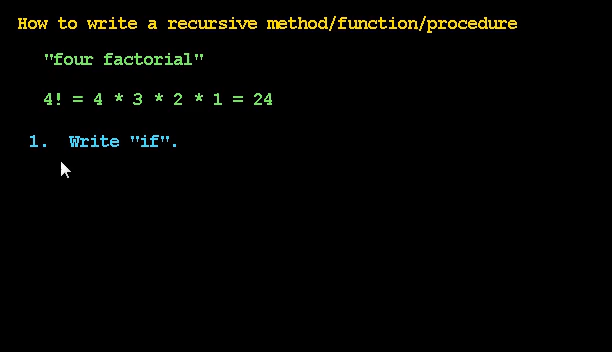 How to write a recursive method/function/procedure
"four factorial"
4! = 4 * 3 * 2 * 1 = 24
1.  Write "if".